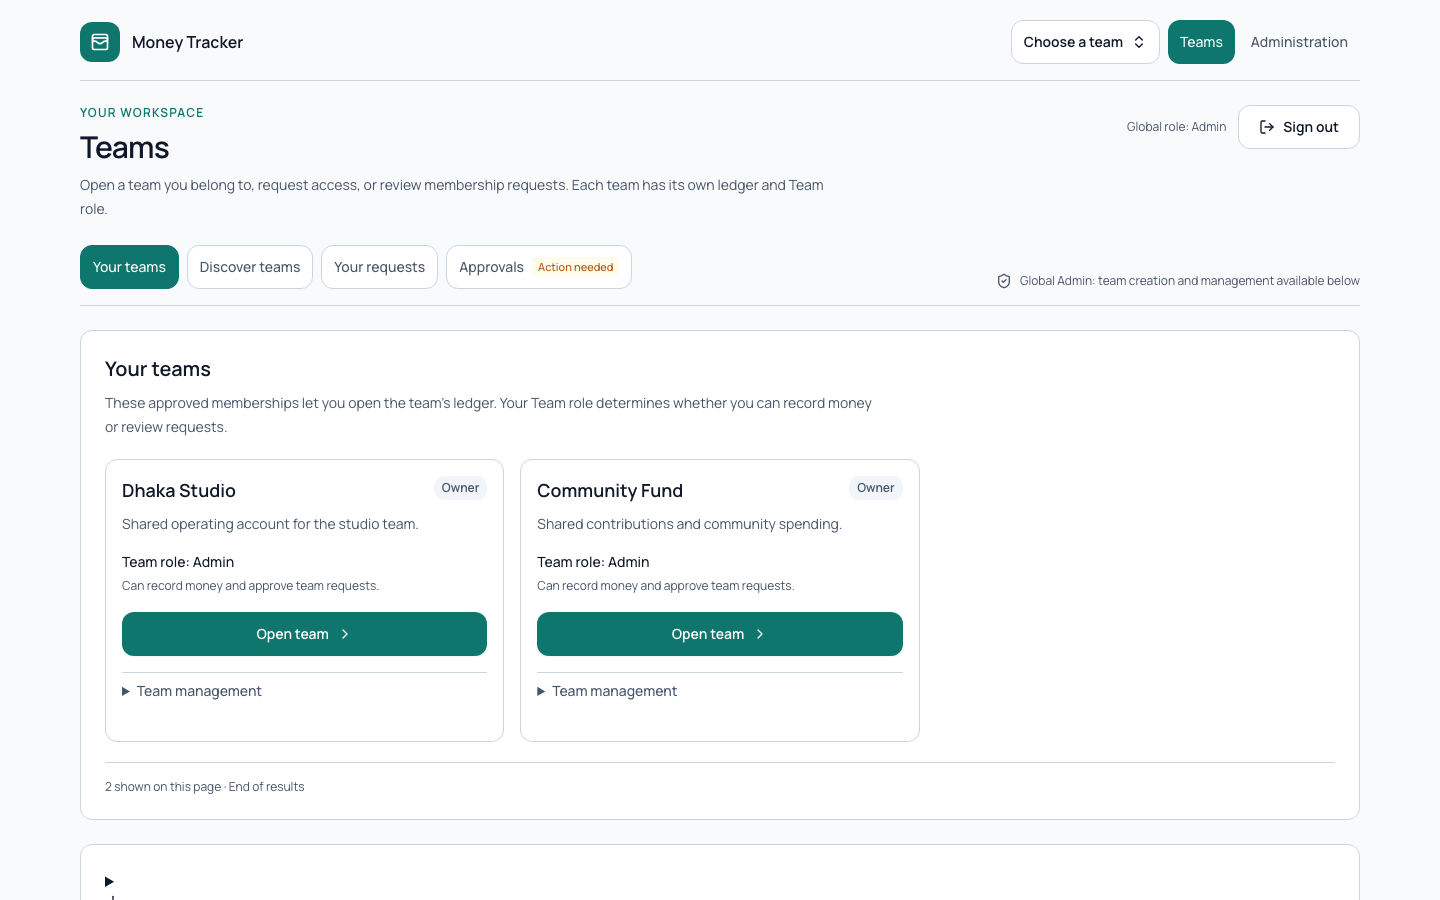 Money Tracker
Choose a team
Teams
Administration
YOUR WORKSPACE
Teams
Open a team you belong to, request access, or review membership requests. Each team has its own ledger and Team
role.
Global role: Admin
Sign out
Your teams
Discover teams
Your requests
Approvals Action needed
Global Admin: team creation and management available below
Your teams
These approved memberships let you open the team's ledger. Your Team role determines whether you can record money
or review requests.
Dhaka Studio
Owner
Shared operating account for the studio team.
Team role: Admin
Can record money and approve team requests.
Open team
Team management
Community Fund
Owner
Shared contributions and community spending.
Team role: Admin
Can record money and approve team requests.
Open team
Team management
2 shown on this page · End of results